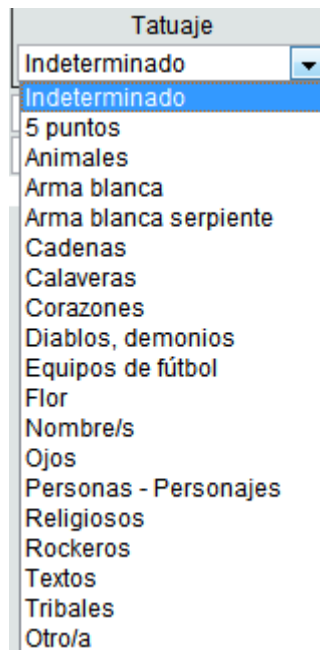 Tatuaje
Indeterminado
Indeterminado
5 puntos
Animales
Arma blanca
Arma blanca serpiente
Cadenas
Calaveras
Corazones
Diablos, demonios
Equipos de fútbol
Flor
Nombre/s
Ojos
Personas - Personajes
Religiosos
Rockeros
Textos
Tribales
Otro/a